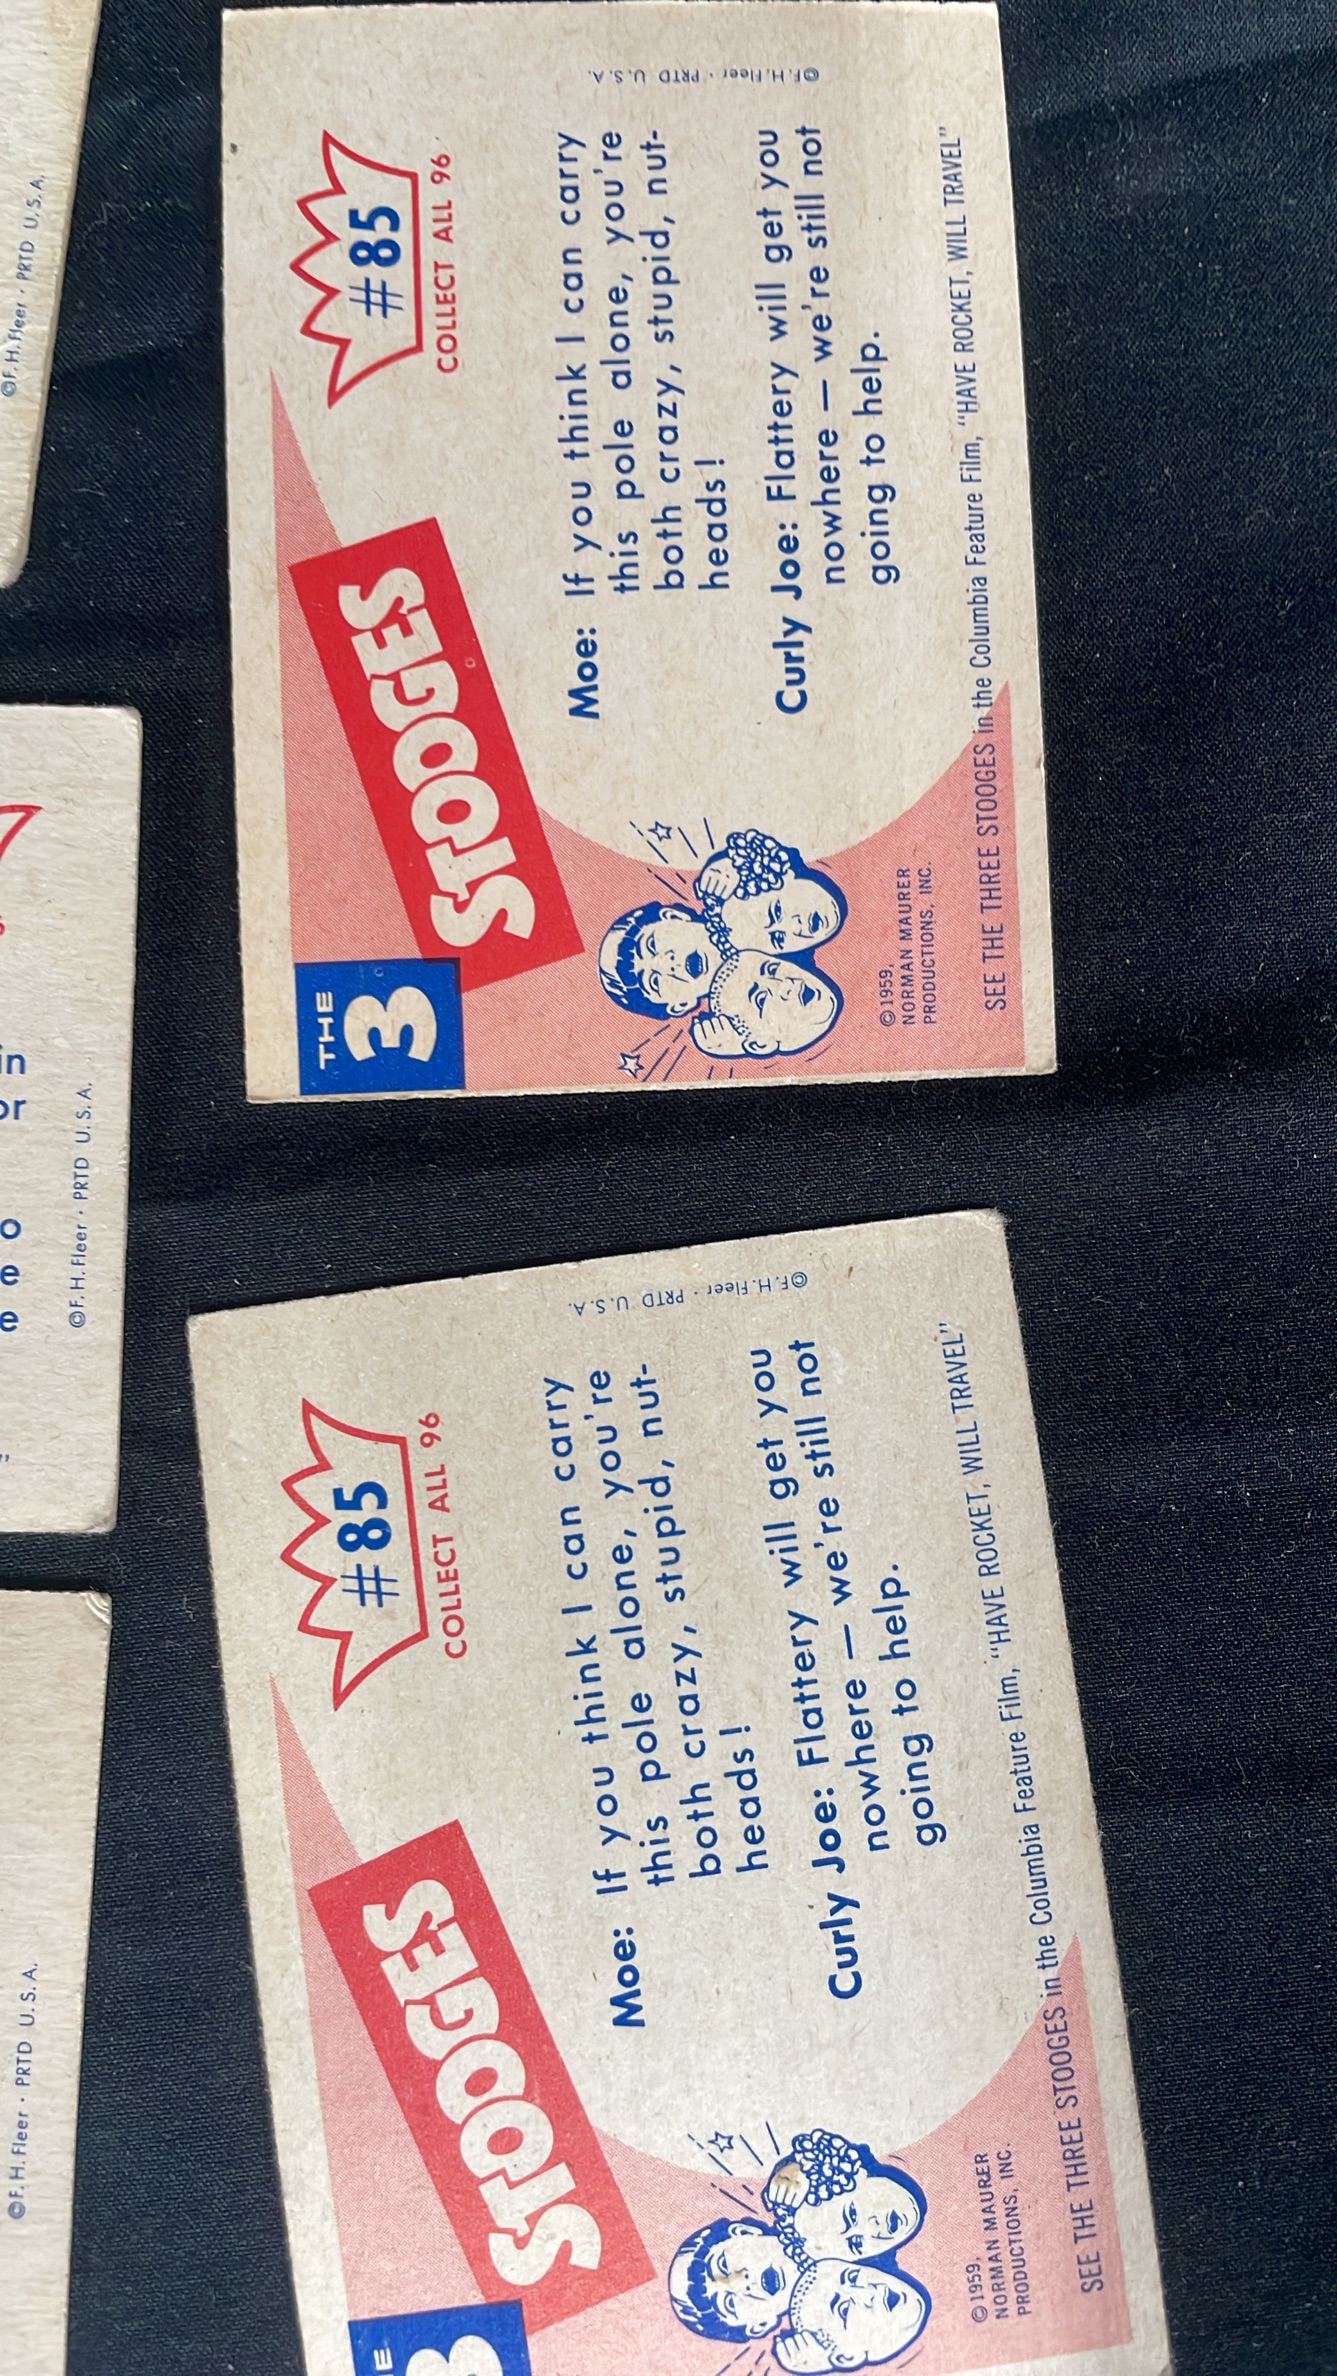 THE
3 STOOGES
#85
COLLECT ALL 96
Moe: If you think I can carry
this pole alone, you're
both crazy, stupid, nut-
heads!
Curly Joe: Flattery will get you
nowhere — we're still not
going to help.
©F.H.Fleer · PRTD U.S.A.
©1959,
NORMAN MAURER
PRODUCTIONS, INC.
SEE THE THREE STOOGES in the Columbia Feature Film, "HAVE ROCKET, WILL TRAVEL"
3 STOOGES
#85
COLLECT ALL 96
Moe: If you think I can carry
this pole alone, you're
both crazy, stupid, nut-
heads!
Curly Joe: Flattery will get you
nowhere — we're still not
going to help.
©F.H.Fleer · PRTD U.S.A.
©1959,
NORMAN MAURER
PRODUCTIONS, INC.
SEE THE THREE STOOGES in the Columbia Feature Film, "HAVE ROCKET, WILL TRAVEL"
©F.H.Fleer · PRTD U.S.A.
in
or
©F.H.Fleer · PRTD U.S.A.
©F.H.Fleer · PRTD U.S.A.